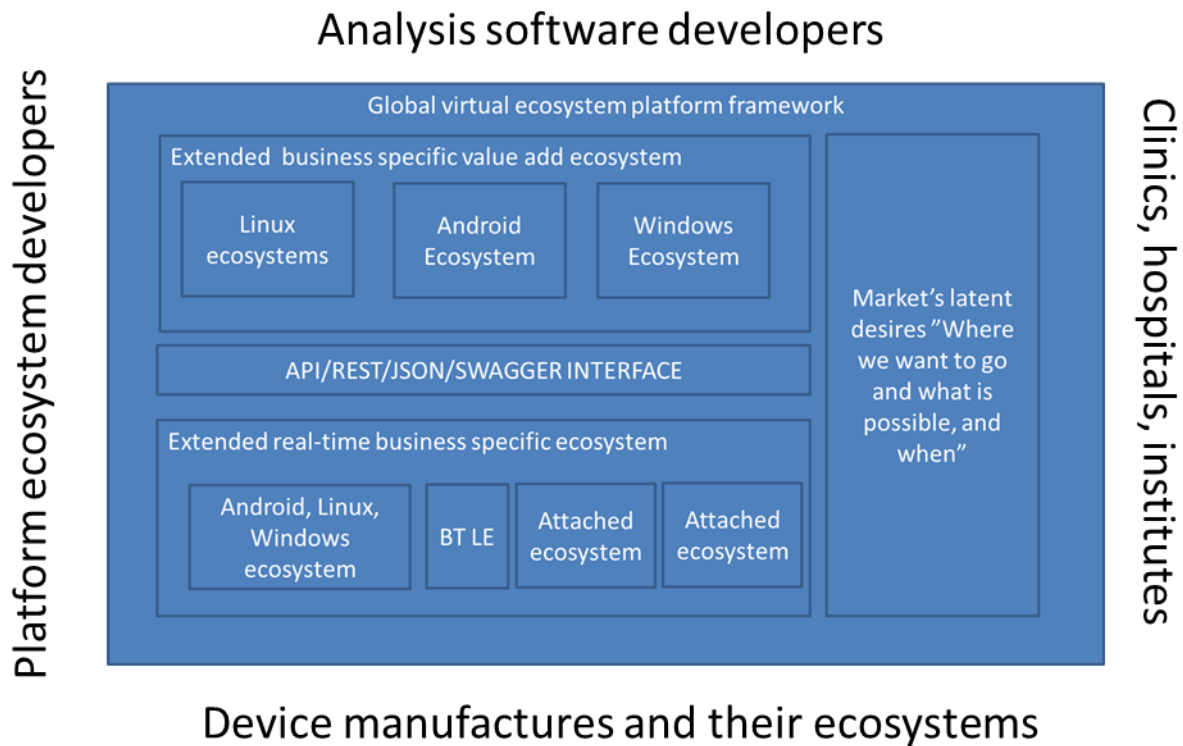 Analysis software developers
Platform ecosystem developers
Global virtual ecosystem platform framework
Extended  business specific value add ecosystem
Linux
ecosystems
Android
Ecosystem
Windows
Ecosystem
API/REST/JSON/SWAGGER INTERFACE
Extended real-time business specific ecosystem
Android, Linux,
Windows
ecosystem
BT LE
Attached
ecosystem
Attached
ecosystem
Market’s latent
desires ”Where
we want to go
and what is
possible, and
when”
Clinics, hospitals, institutes
Device manufactures and their ecosystems